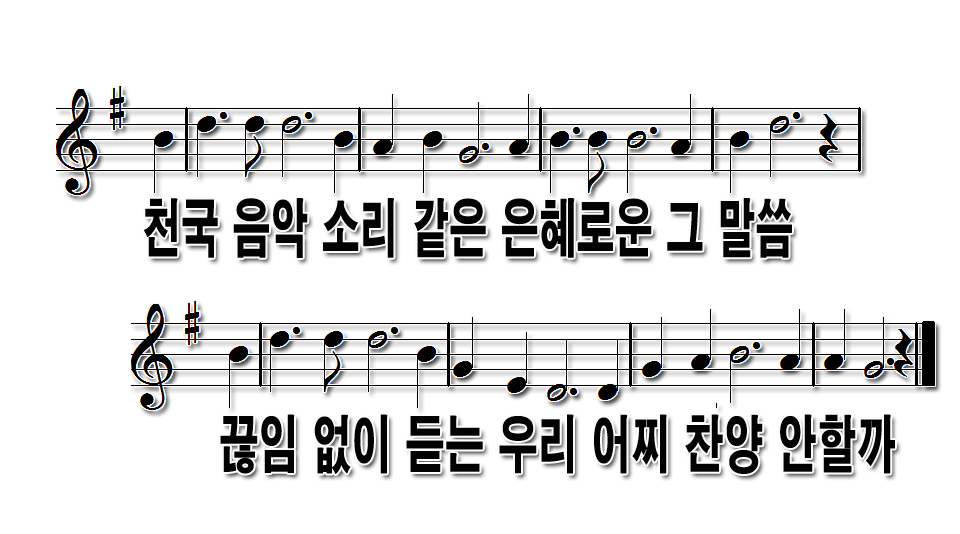 천국 음악 소리 같은 은혜로운 그 말씀
끊임 없이 듣는 우리 어찌 찬양 안할까